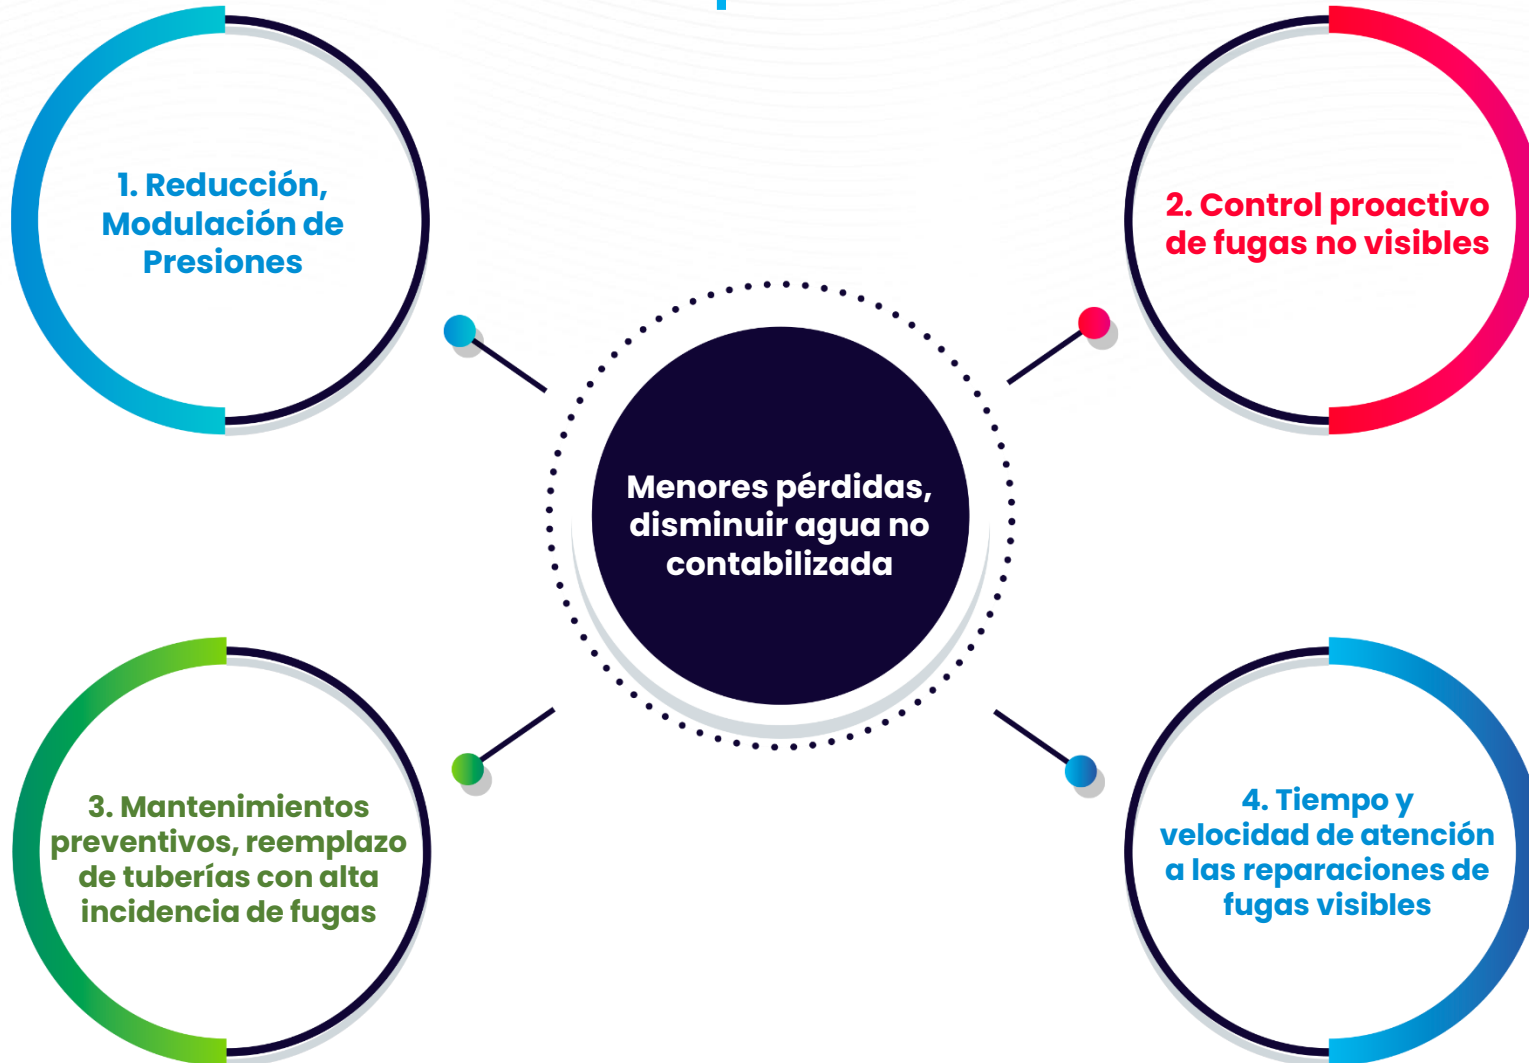 1. Reducción,
Modulación de
Presiones
2. Control proactivo
de fugas no visibles
Menores pérdidas,
disminuir agua no
contabilizada
3. Mantenimientos
preventivos, reemplazo
de tuberías con alta
incidencia de fugas
4. Tiempo y
velocidad de atención
a las reparaciones de
fugas visibles